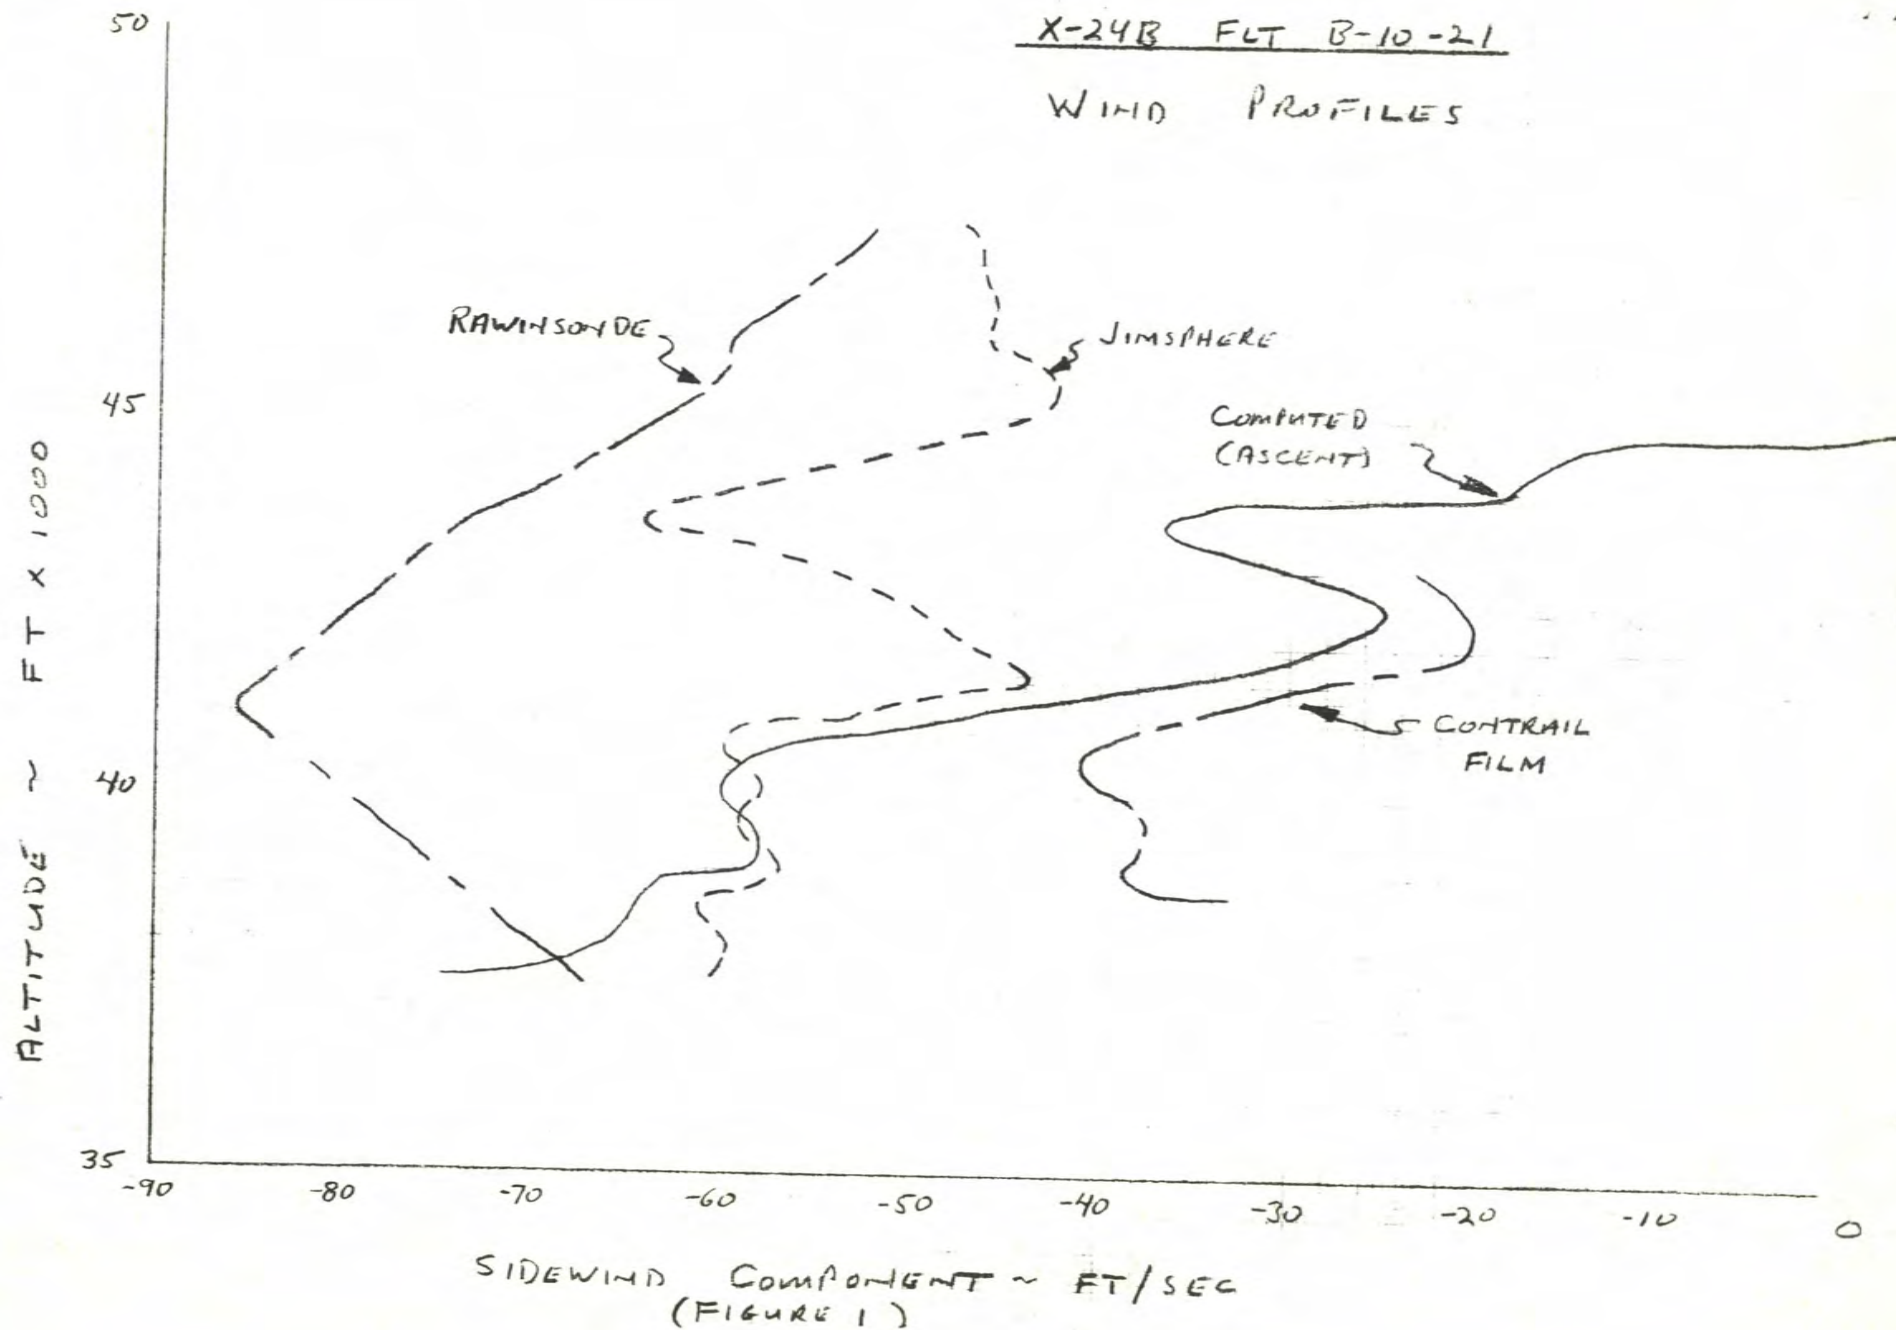 X-24B FLT B-10-21
WIND PROFILES
50
45
40
35
ALTITUDE ~ FT X 1000
RAWINSONDE
JIMSPHERE
COMPUTED
(ASCENT)
CONTRAIL
FILM
-90 -80 -70 -60 -50 -40 -30 -20 -10 0
SIDEWIND COMPONENT ~ FT/SEC
(FIGURE 1)